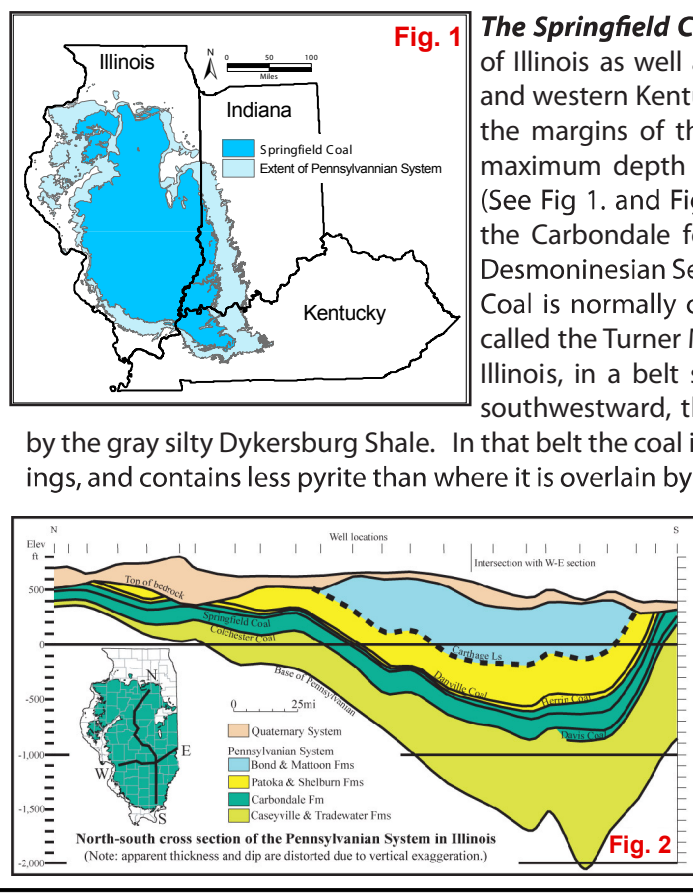 Fig. 1
N
0 50 100
Miles
Illinois
Indiana
Springfield Coal
Extent of Pennsylvannian System
Kentucky
The Springfield C
of Illinois as well
and western Kentu
the margins of th
maximum depth
(See Fig 1. and Fig
the Carbondale f
Desmoninesian Se
Coal is normally
called the Turner
Illinois, in a belt s
southwestward, th
by the gray silty Dykersburg Shale. In that belt the coal i
ings, and contains less pyrite than where it is overlain by
N
S
Elev
ft
Well locations
Intersection with W-E section
500
0
-500
-1,000
-1,500
-2,000
Top of bedrock
Springfield Coal
Colchester Coal
Base of Pennsylvanian
Carthage Ls
Danville Coal
Herrin Coal
Davis Coal
N
E
W
S
0 25mi
Quaternary System
Pennsylvanian System
Bond & Mattoon Fms
Patoka & Shelburn Fms
Carbondale Fm
Caseyville & Tradewater Fms
North-south cross section of the Pennsylvanian System in Illinois
(Note: apparent thickness and dip are distorted due to vertical exaggeration.)
Fig. 2